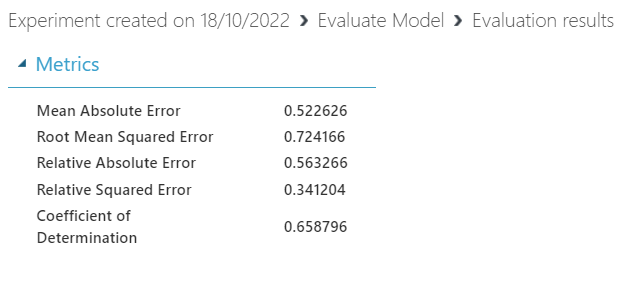 Experiment created on 18/10/2022 › Evaluate Model › Evaluation results
Metrics
Mean Absolute Error 0.522626
Root Mean Squared Error 0.724166
Relative Absolute Error 0.563266
Relative Squared Error 0.341204
Coefficient of
Determination 0.658796